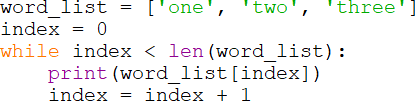 word_list = ['one', 'two', 'three']
index = 0
while index < len(word_list):
    print(word_list[index])
    index = index + 1